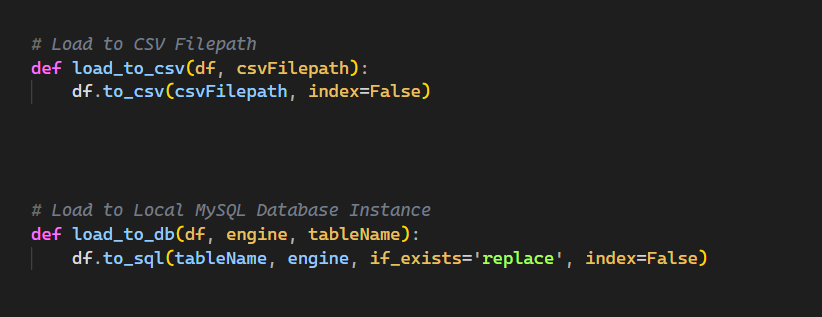 # Load to CSV Filepath
def load_to_csv(df, csvFilepath):
    df.to_csv(csvFilepath, index=False)
# Load to Local MySQL Database Instance
def load_to_db(df, engine, tableName):
    df.to_sql(tableName, engine, if_exists='replace', index=False)